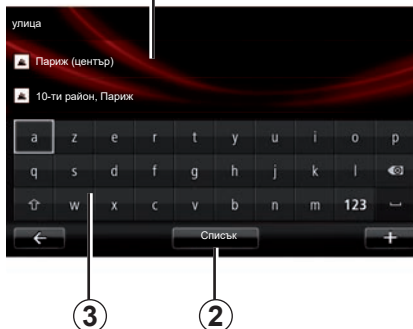 улица
Париж (център)
10-ти район, Париж
a z e r t y u i o p
q s d f g h j k l
w x c v b n m 123
Списък
3 2